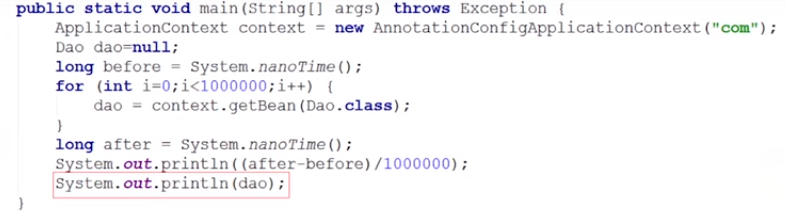 public static void main(String[] args) throws Exception {
    ApplicationContext context = new AnnotationConfigApplicationContext("com");
    Dao dao=null;
    long before = System.nanoTime();
    for (int i=0;i<1000000;i++) {
        dao = context.getBean(Dao.class);
    }
    long after = System.nanoTime();
    System.out.println((after-before)/1000000);
    System.out.println(dao);
}